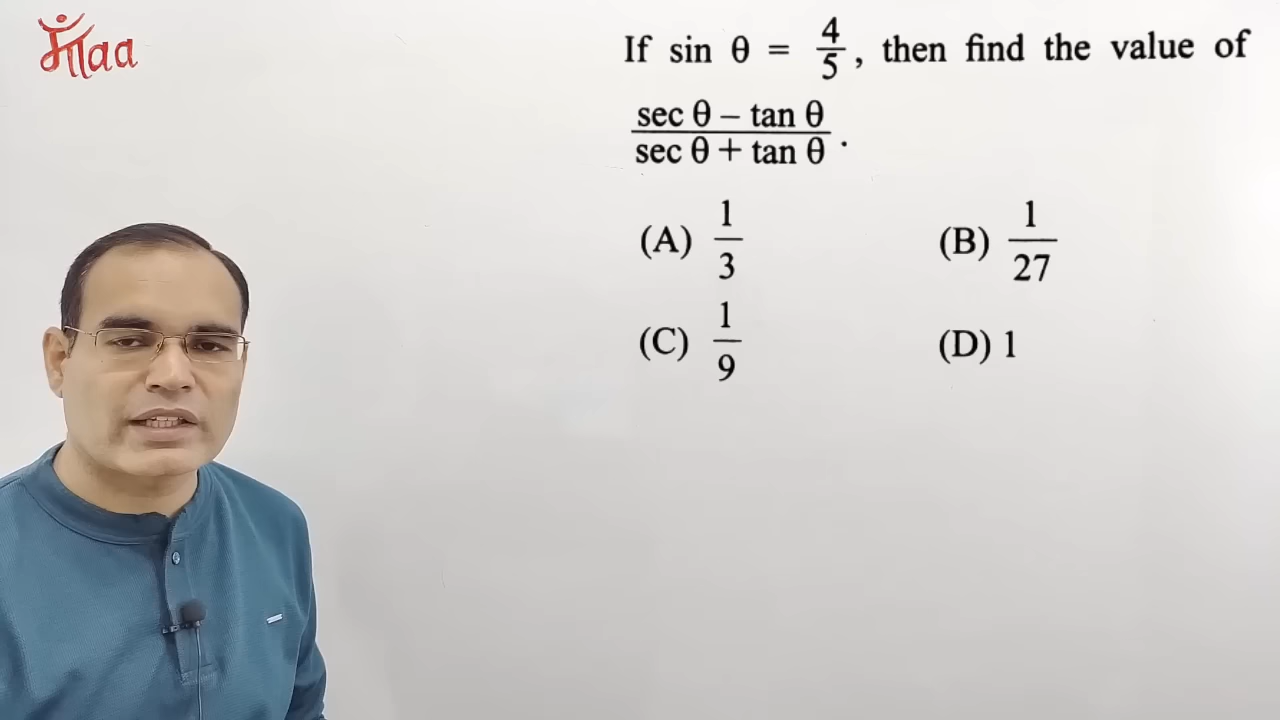 माँaa
If sin θ = 4/5, then find the value of
sec θ – tan θ / sec θ + tan θ .
(A) 1/3 (B) 1/27
(C) 1/9 (D) 1